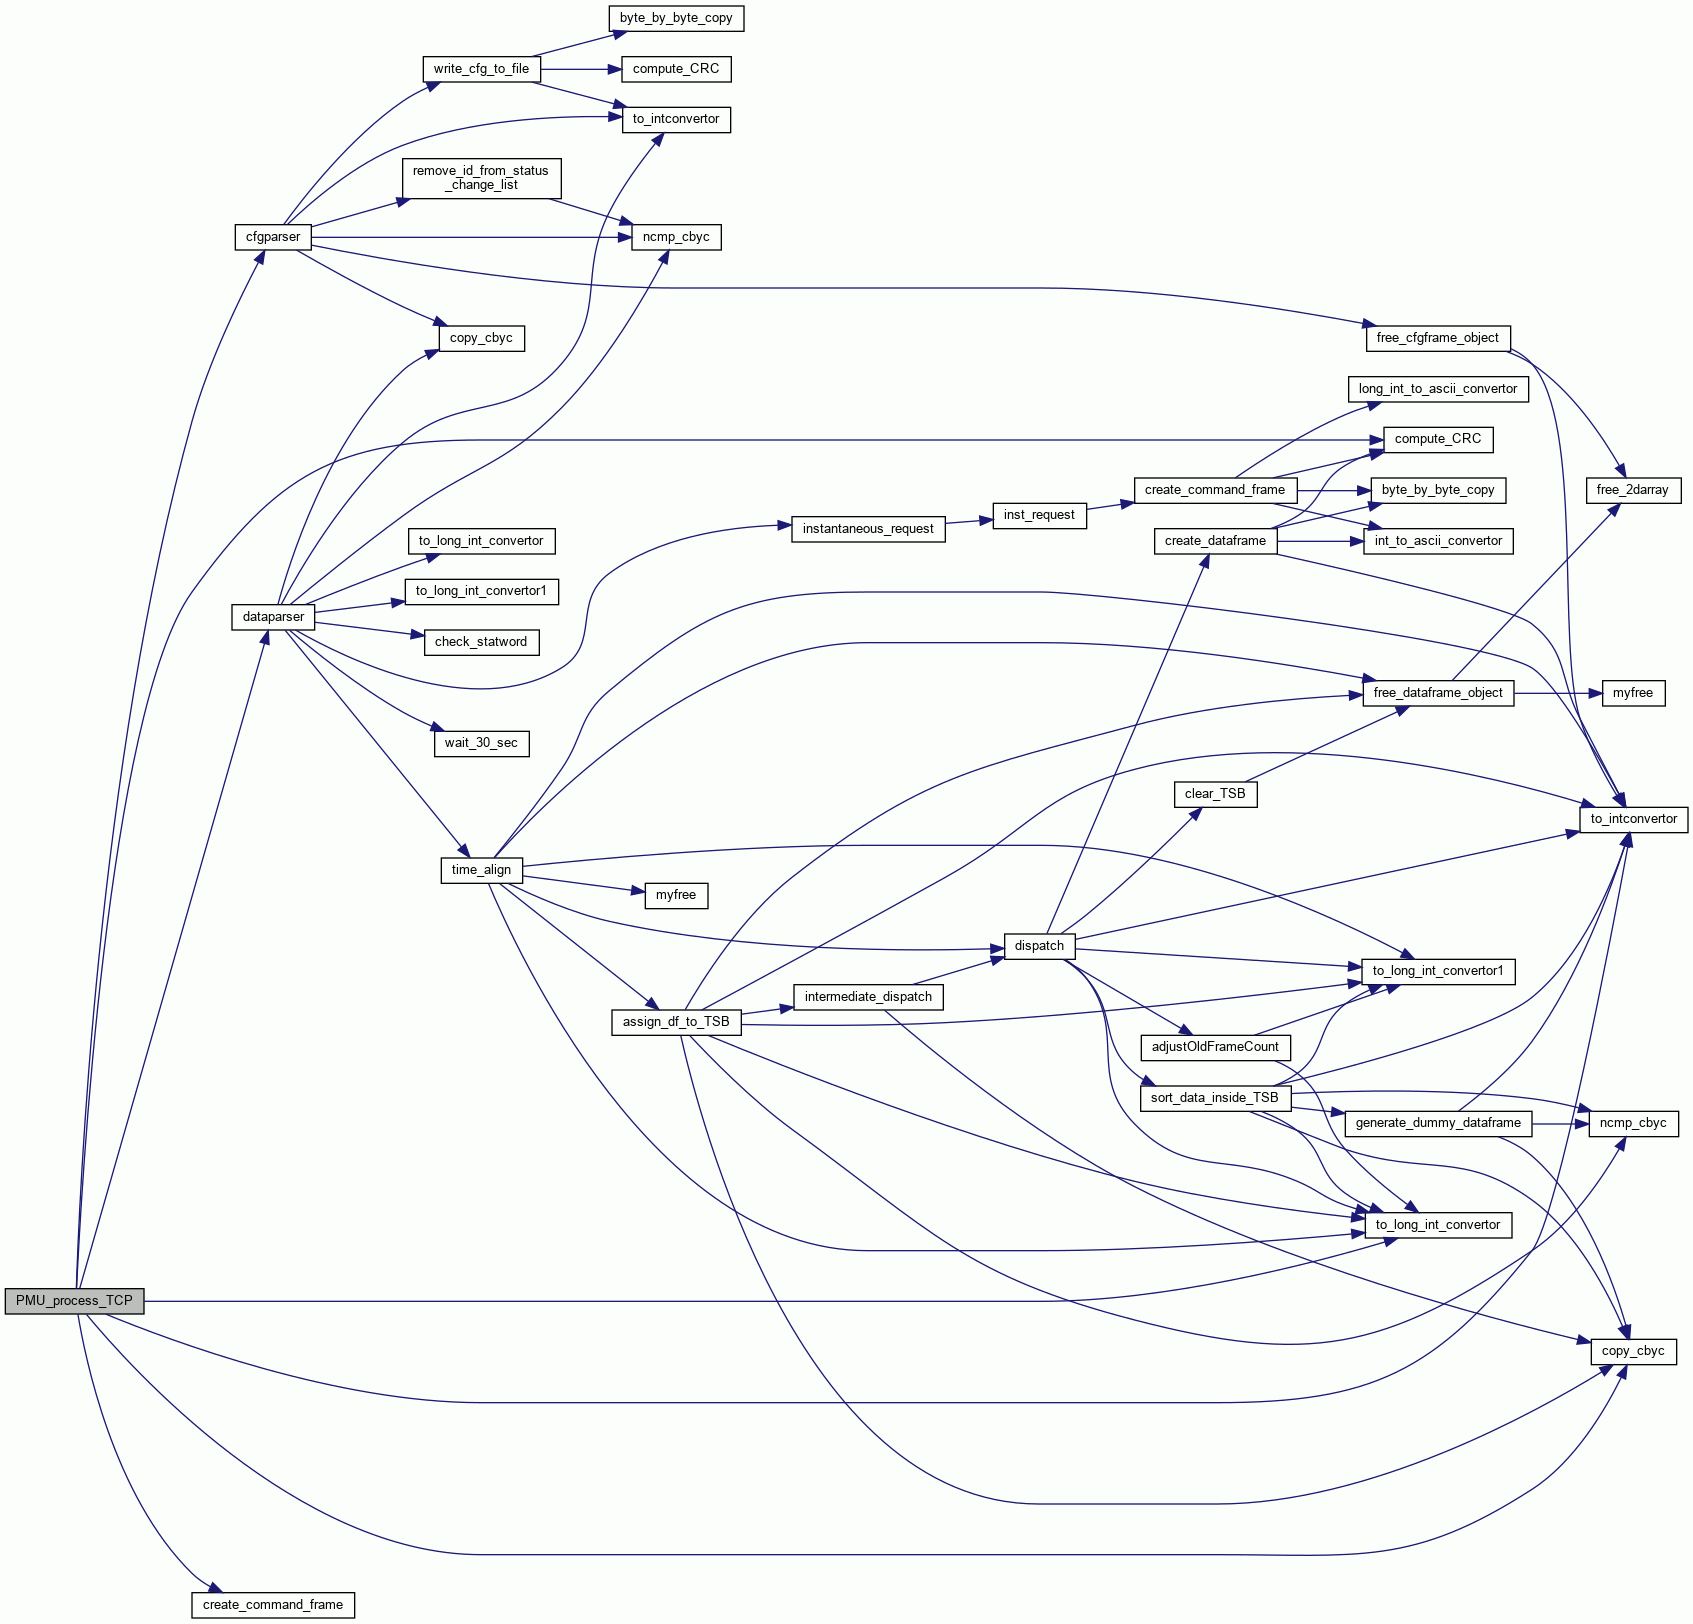 byte_by_byte_copy
write_cfg_to_file
compute_CRC
to_intconvertor
remove_id_from_status
_change_list
cfgparser
ncmp_cbyc
copy_cbyc
free_cfgframe_object
long_int_to_ascii_convertor
compute_CRC
create_command_frame
byte_by_byte_copy
free_2darray
inst_request
instantaneous_request
to_long_int_convertor
create_dataframe
int_to_ascii_convertor
to_long_int_convertor1
dataparser
check_statword
free_dataframe_object
myfree
wait_30_sec
clear_TSB
to_intconvertor
time_align
myfree
dispatch
to_long_int_convertor1
intermediate_dispatch
assign_df_to_TSB
adjustOldFrameCount
sort_data_inside_TSB
generate_dummy_dataframe
ncmp_cbyc
to_long_int_convertor
PMU_process_TCP
copy_cbyc
create_command_frame